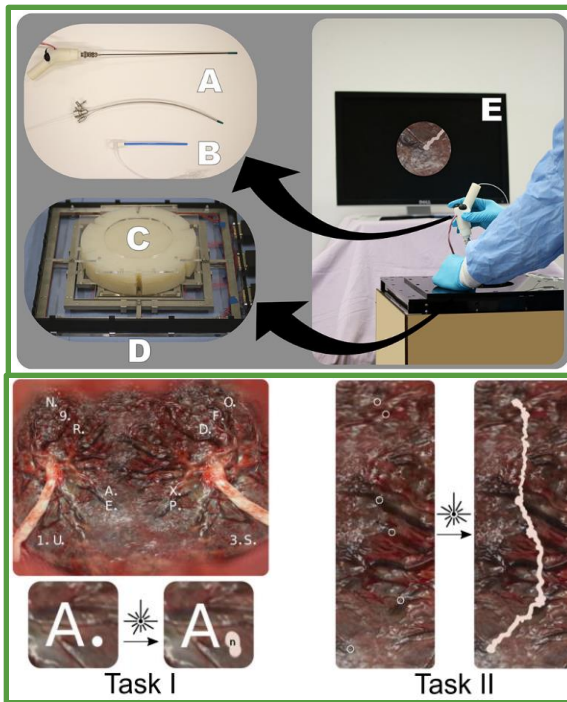 A
B
C
D
E
N. O.
9. F.
R. D.
A. X.
E. P.
1. U. 3. S.
A. A n
Task I
Task II